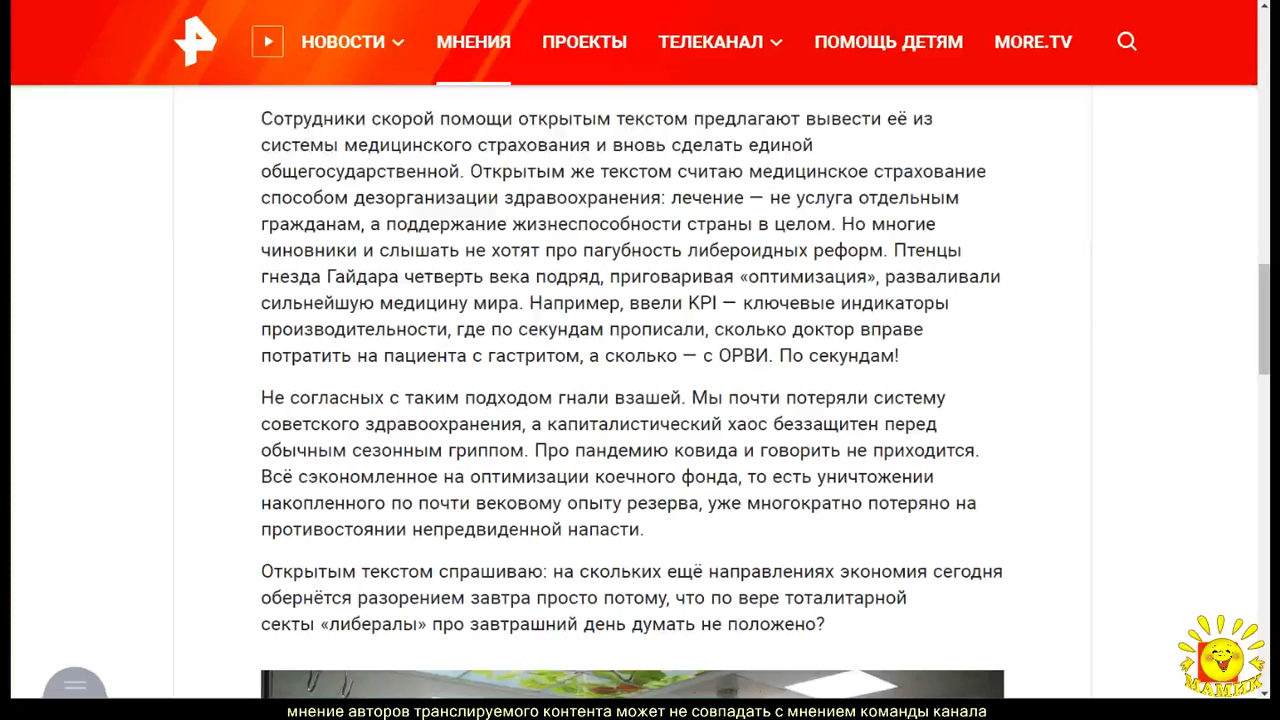 НОВОСТИ МНЕНИЯ ПРОЕКТЫ ТЕЛЕКАНАЛ ПОМОЩЬ ДЕТЯМ MORE.TV
Сотрудники скорой помощи открытым текстом предлагают вывести её из
системы медицинского страхования и вновь сделать единой
общегосударственной. Открытым же текстом считаю медицинское страхование
способом дезорганизации здравоохранения: лечение — не услуга отдельным
гражданам, а поддержание жизнеспособности страны в целом. Но многие
чиновники и слышать не хотят про пагубность либероидных реформ. Птенцы
гнезда Гайдара четверть века подряд, приговаривая «оптимизация», разваливали
сильнейшую медицину мира. Например, ввели KPI — ключевые индикаторы
производительности, где по секундам прописали, сколько доктор вправе
потратить на пациента с гастритом, а сколько — с ОРВИ. По секундам!
Не согласных с таким подходом гнали взашей. Мы почти потеряли систему
советского здравоохранения, а капиталистический хаос беззащитен перед
обычным сезонным гриппом. Про пандемию ковида и говорить не приходится.
Всё сэкономленное на оптимизации коечного фонда, то есть уничтожении
накопленного по почти вековому опыту резерва, уже многократно потеряно на
противостоянии непредвиденной напасти.
Открытым текстом спрашиваю: на скольких ещё направлениях экономия сегодня
обернётся разорением завтра просто потому, что по вере тоталитарной
секты «либералы» про завтрашний день думать не положено?
МАМИК
мнение авторов транслируемого контента может не совпадать с мнением команды канала